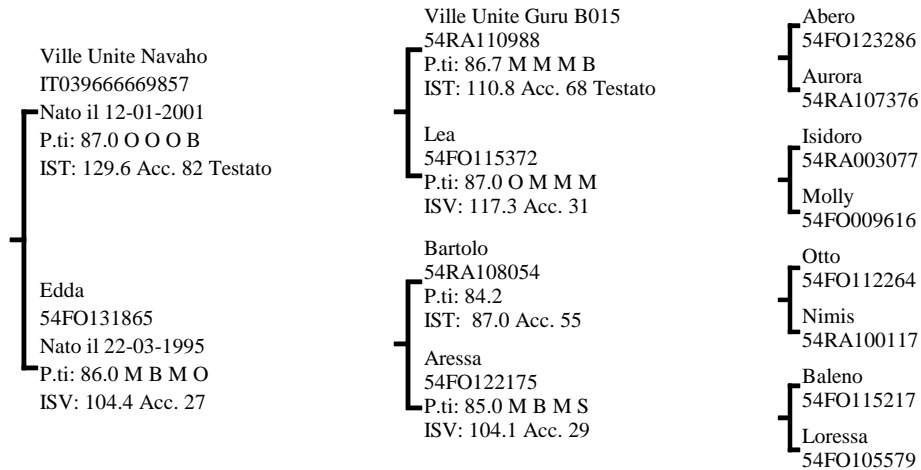 Ville Unite Navaho
IT039666669857
Nato il 12-01-2001
P.ti: 87.0 O O O B
IST: 129.6 Acc. 82 Testato
Edda
54FO131865
Nato il 22-03-1995
P.ti: 86.0 M B M O
ISV: 104.4 Acc. 27
Ville Unite Guru B015
54RA110988
P.ti: 86.7 M M M B
IST: 110.8 Acc. 68 Testato
Lea
54FO115372
P.ti: 87.0 O M M M
ISV: 117.3 Acc. 31
Bartolo
54RA108054
P.ti: 84.2
IST: 87.0 Acc. 55
Aressa
54FO122175
P.ti: 85.0 M B M S
ISV: 104.1 Acc. 29
Abero
54FO123286
Aurora
54RA107376
Isidoro
54RA003077
Molly
54FO009616
Otto
54FO112264
Nimis
54RA100117
Baleno
54FO115217
Loressa
54FO105579